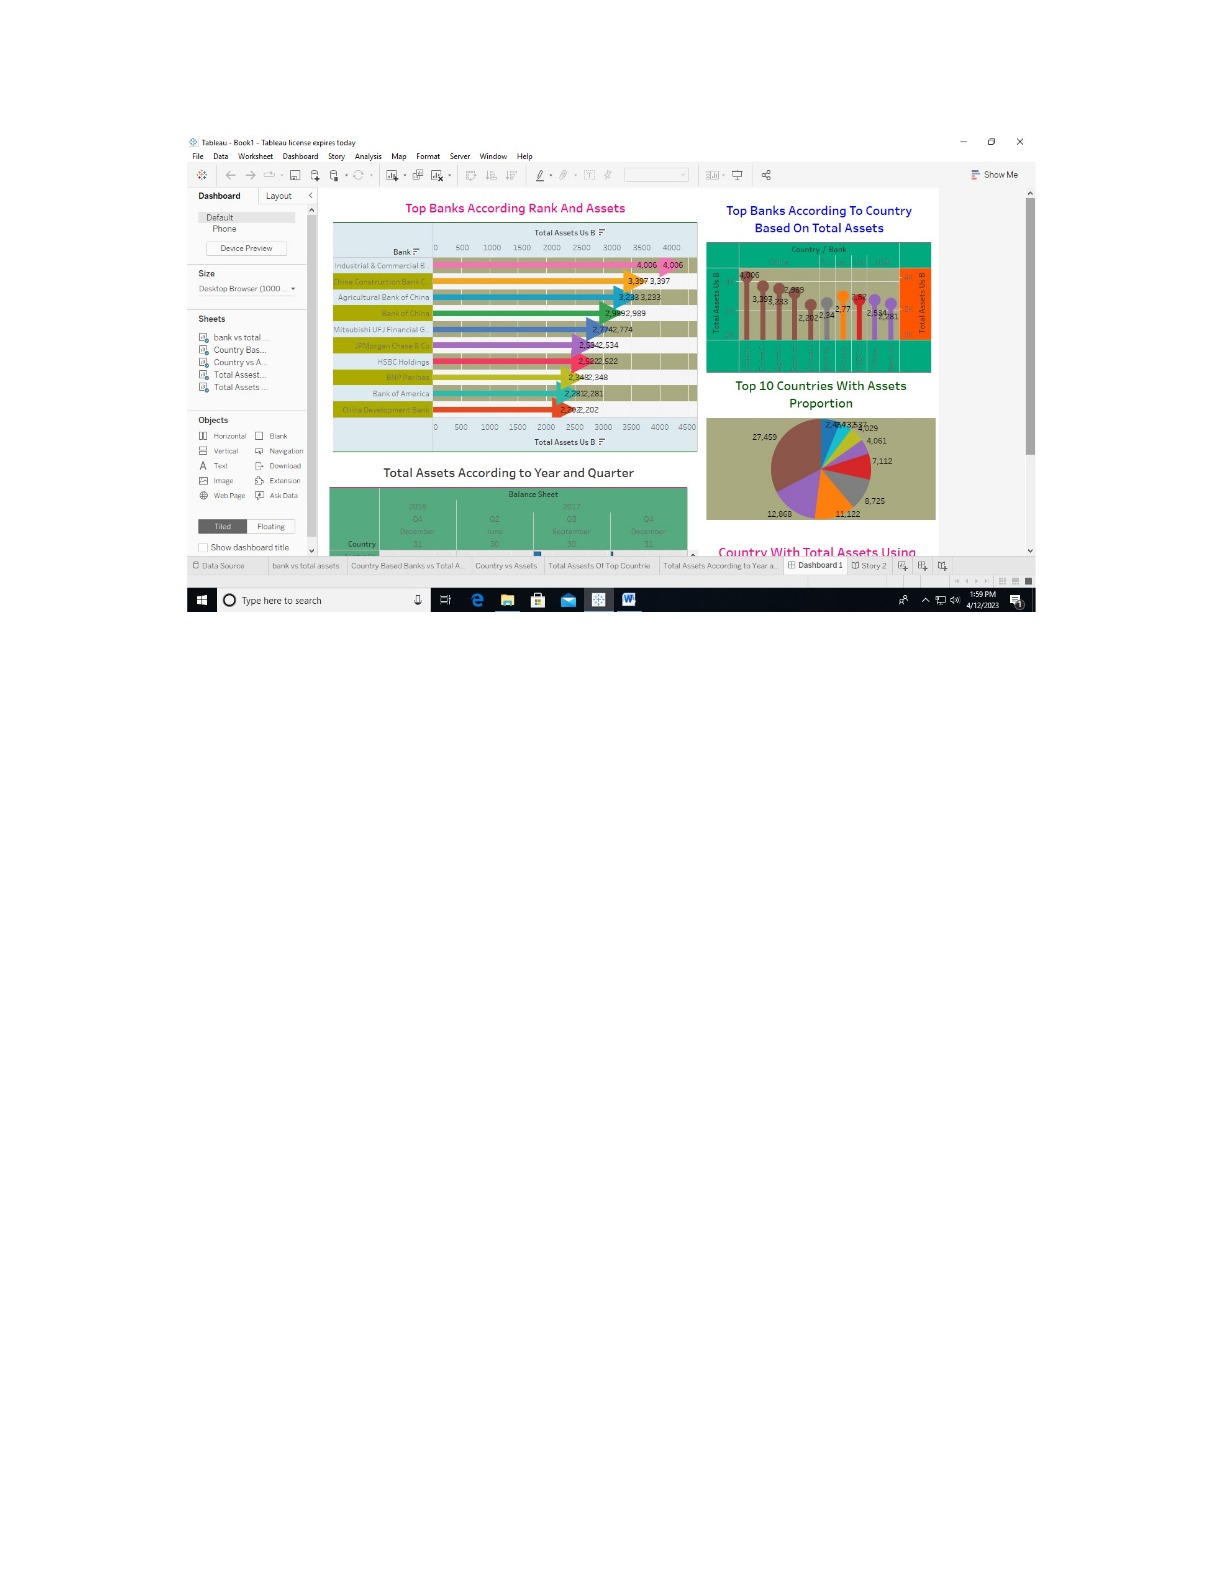 Tableau - Book1 - Tableau license expires today
File Data Worksheet Dashboard Story Analysis Map Format Server Window Help
Show Me
Dashboard Layout
Default
Phone
Device Preview
Size
Desktop Browser (1000 ...
Sheets
bank vs total ...
Country Bas...
Country vs A...
Total Assest...
Total Assets ...
Objects
Horizontal Blank
Vertical Navigation
Text Download
Image Extension
Web Page Ask Data
Tiled Floating
Show dashboard title
Top Banks According Rank And Assets
Total Assets Us B
Bank 0 500 1000 1500 2000 2500 3000 3500 4000
Industrial & Commercial B... 4,006 4,006
China Construction Bank C... 3,397 3,397
Agricultural Bank of China 3,233 3,233
Bank of China 2,989 2,989
Mitsubishi UFJ Financial G... 2,774 2,774
JPMorgan Chase & Co 2,534 2,534
HSBC Holdings 2,522 2,522
BNP Paribas 2,348 2,348
Bank of America 2,281 2,281
China Development Bank 2,202 2,202
0 500 1000 1500 2000 2500 3000 3500 4000 4500
Total Assets Us B
Total Assets According to Year and Quarter
Balance Sheet
2016 2017
Q4 Q2 Q3 Q4
December June September December
Country 31 30 30 31
Top Banks According To Country
Based On Total Assets
Country / Bank
China
Total Assets Us B
4,006
3,397
3,233
2,989
2,202
2,34
2,77
2,52
2,534
2,281
Total Assets Us B
Top 10 Countries With Assets
Proportion
27,459
4,029
4,061
7,112
8,725
11,122
12,868
Country With Total Assets Using
Data Source bank vs total assets Country Based Banks vs Total A... Country vs Assets Total Assests Of Top Countrie Total Assets According to Year a... Dashboard 1 Story 2
Type here to search
1:59 PM
4/12/2023